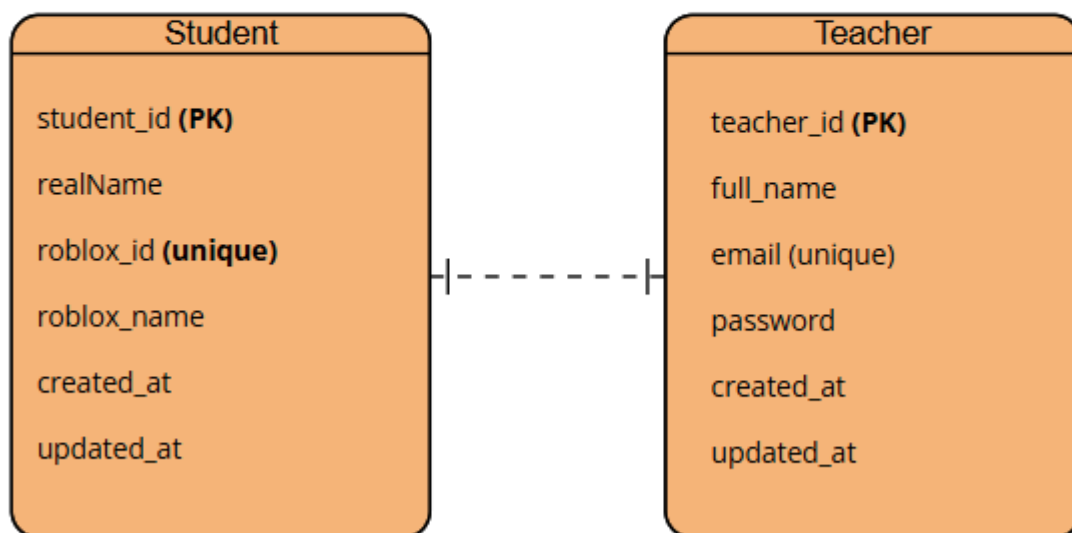 Student
student_id (PK)
realName
roblox_id (unique)
roblox_name
created_at
updated_at
Teacher
teacher_id (PK)
full_name
email (unique)
password
created_at
updated_at